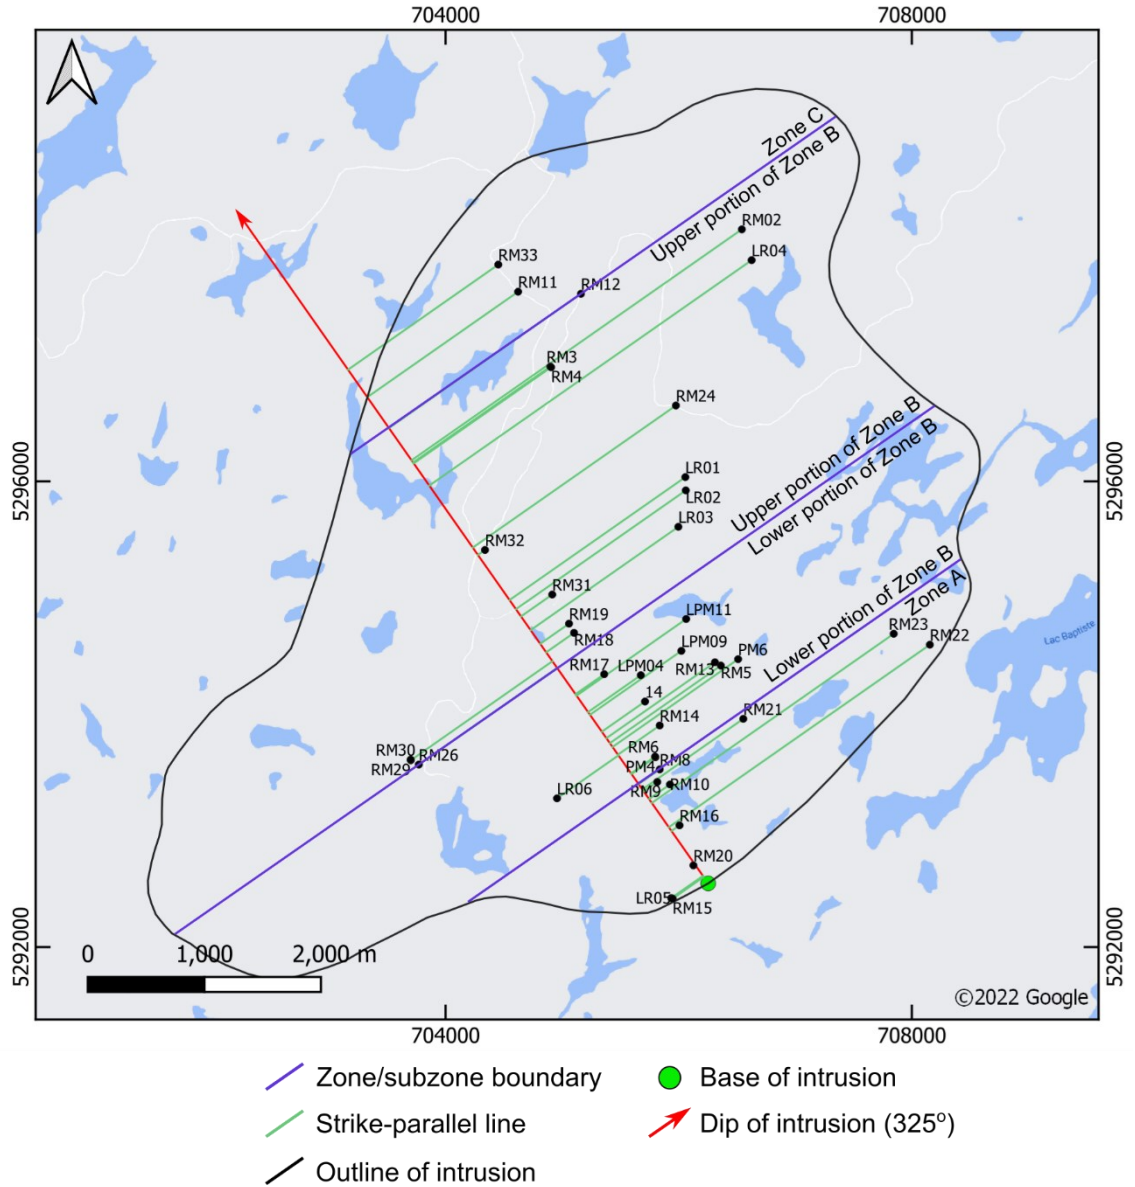 704000
708000
Zone C
Upper portion of Zone B
RM02
LR04
RM33
RM11
RM12
RM3
RM4
RM24
5296000
5296000
Upper portion of Zone B
Lower portion of Zone B
LR01
LR02
LR03
RM32
RM31
RM19
RM18
LPM11
Lower portion of Zone B
Zone A
RM23
RM22
Lac Baptiste
LPM09
PM6
RM17
LPM04
RM13
RM5
14
RM14
RM21
RM30
RM26
RM29
RM6
PM4
RM8
RM9
RM10
LR06
RM16
RM20
LR05
RM15
5292000
5292000
0
1,000
2,000 m
©2022 Google
704000
708000
Zone/subzone boundary
Base of intrusion
Strike-parallel line
Dip of intrusion (325º)
Outline of intrusion